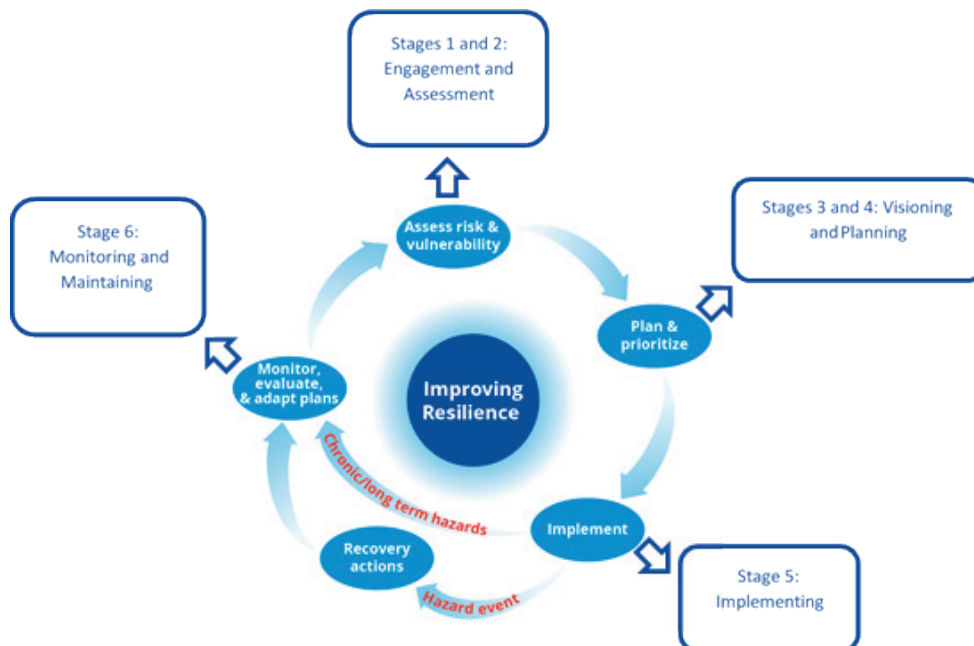 Stages 1 and 2:
Engagement and
Assessment
Stages 3 and 4: Visioning
and Planning
Stage 6:
Monitoring and
Maintaining
Assess risk &
vulnerability
Plan &
prioritize
Monitor,
evaluate,
& adapt plans
Improving
Resilience
Chronic/long term hazards
Implement
Recovery
actions
Hazard event
Stage 5:
Implementing